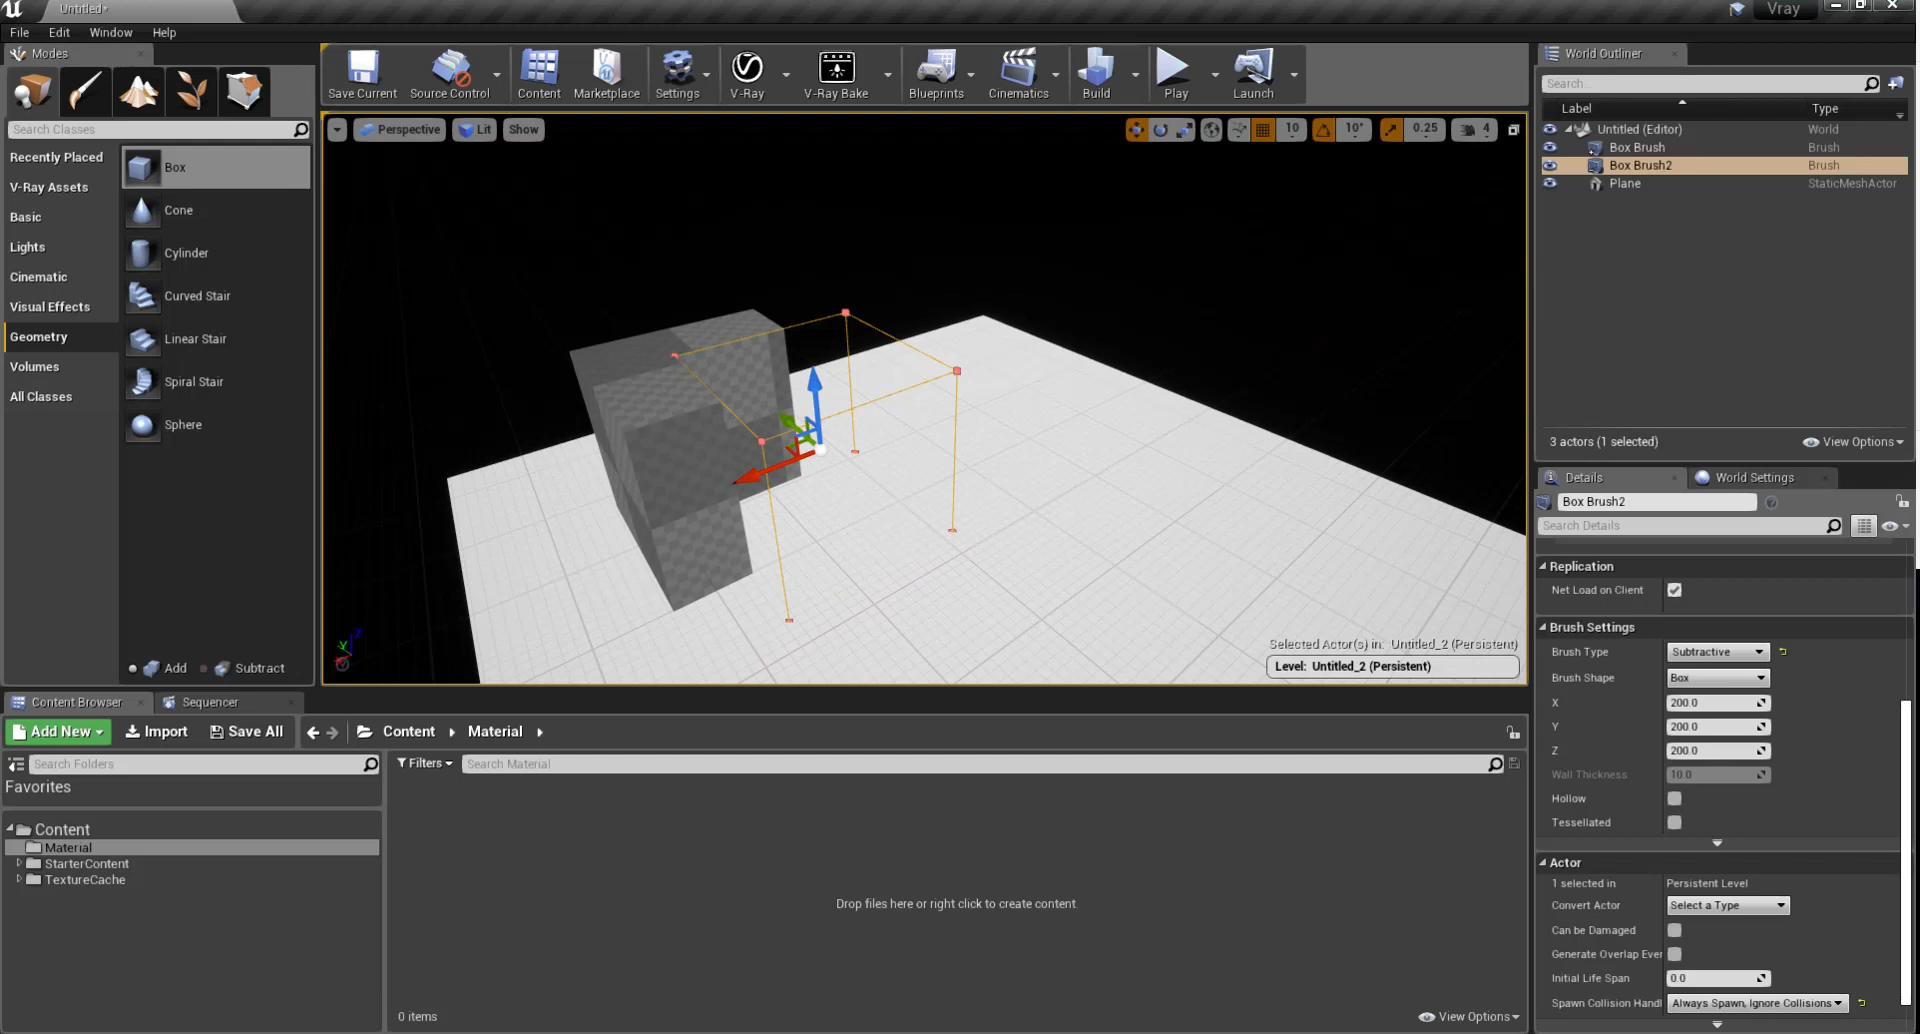 Untitled*
Vray
File Edit Window Help
Modes
Search Classes
Recently Placed
V-Ray Assets
Basic
Lights
Cinematic
Visual Effects
Geometry
Volumes
All Classes
Box
Cone
Cylinder
Curved Stair
Linear Stair
Spiral Stair
Sphere
Add Subtract
Save Current Source Control Content Marketplace Settings V-Ray V-Ray Bake Blueprints Cinematics Build Play Launch
Perspective Lit Show
10 10° 0.25 4
Z
Y
Selected Actor(s) in: Untitled_2 (Persistent)
Level: Untitled_2 (Persistent)
World Outliner
Search...
Label Type
Untitled (Editor) World
Box Brush Brush
Box Brush2 Brush
Plane StaticMeshActor
3 actors (1 selected) View Options
Details World Settings
Box Brush2
Search Details
Replication
Net Load on Client
Brush Settings
Brush Type Subtractive
Brush Shape Box
X 200.0
Y 200.0
Z 200.0
Wall Thickness 10.0
Hollow
Tessellated
Actor
1 selected in Persistent Level
Convert Actor Select a Type
Can be Damaged
Generate Overlap Ever
Initial Life Span 0.0
Spawn Collision Handl Always Spawn, Ignore Collisions
Content Browser Sequencer
Add New Import Save All Content Material
Search Folders
Favorites
Content
Material
StarterContent
TextureCache
Filters Search Material
Drop files here or right click to create content
0 items View Options